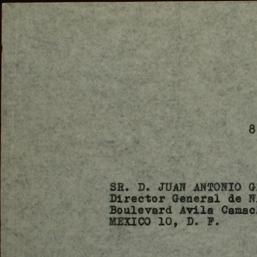 8
SR. D. JUAN ANTONIO G
Director General de N
Boulevard Avila Camac
MEXICO 10, D. F.